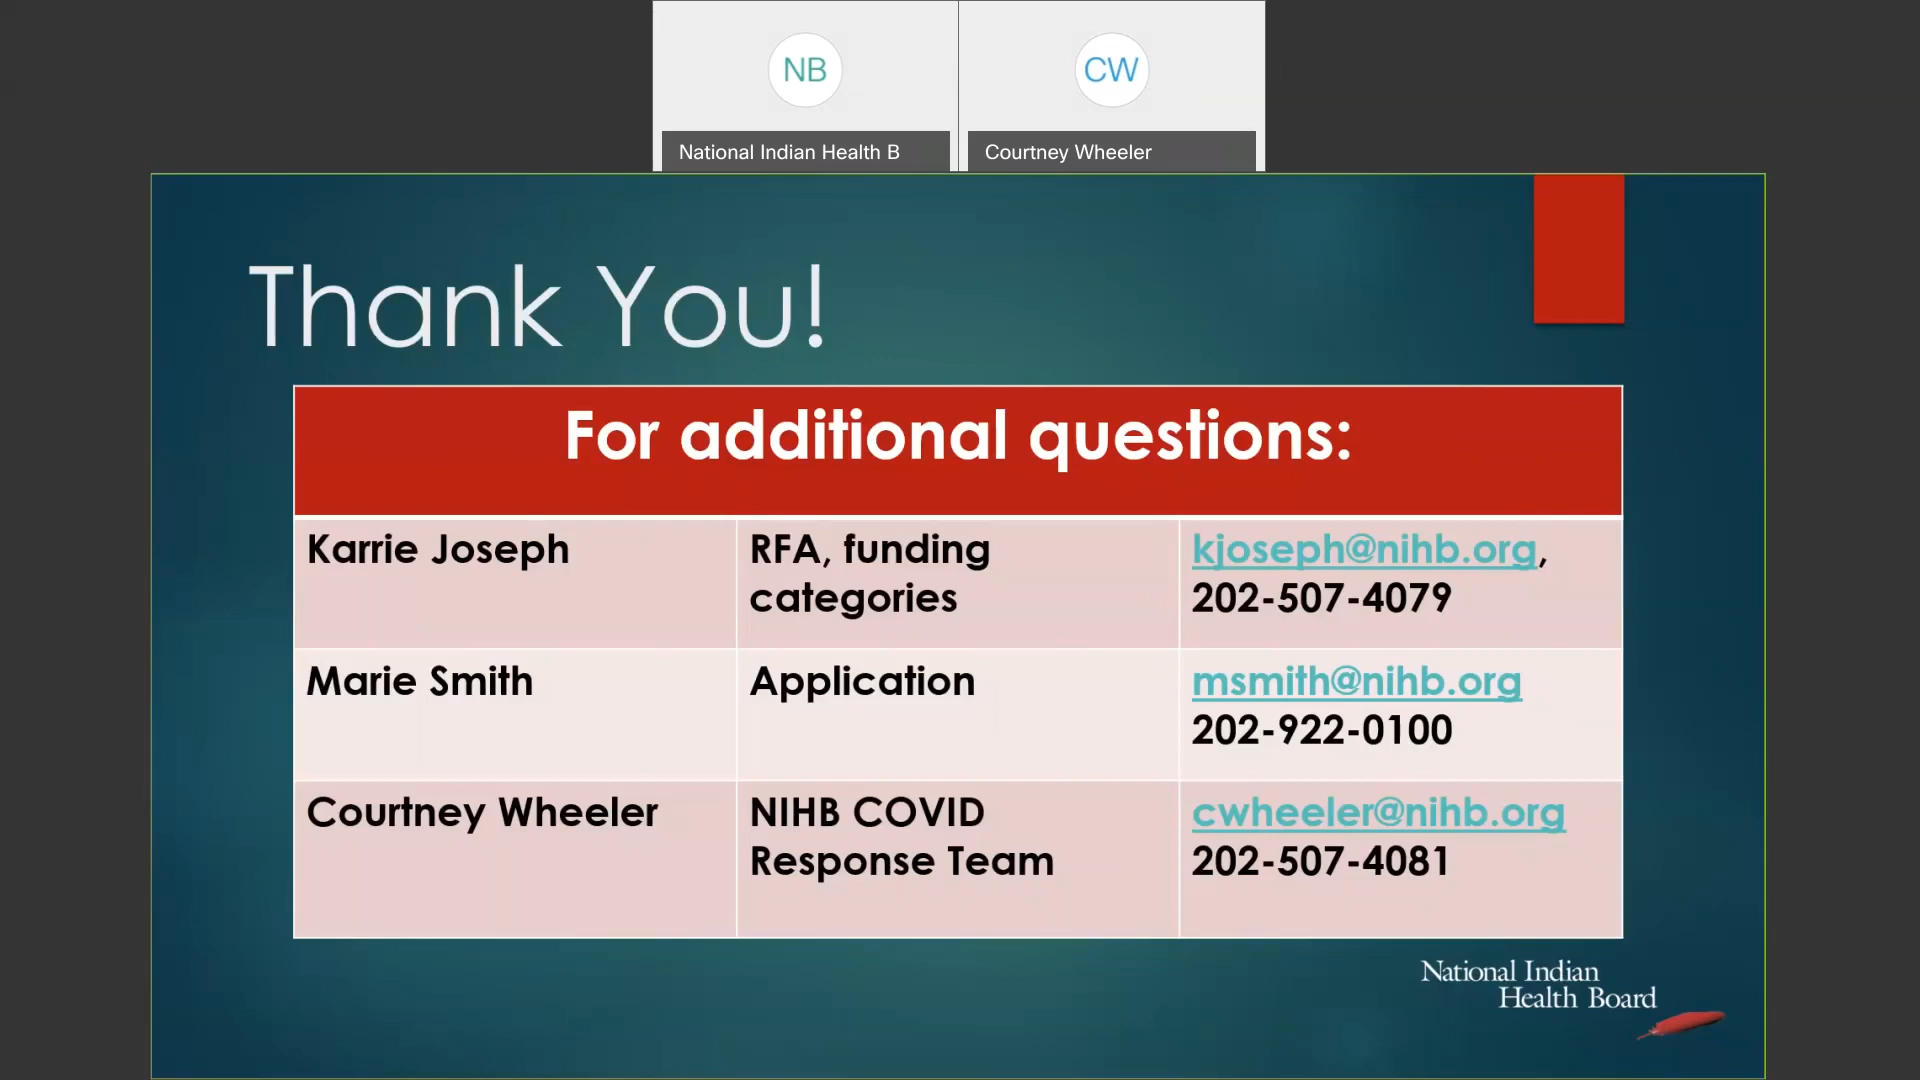 NB
CW
National Indian Health B
Courtney Wheeler
Thank You!
For additional questions:
Karrie Joseph
RFA, funding
categories
kjoseph@nihb.org,
202-507-4079
Marie Smith
Application
msmith@nihb.org
202-922-0100
Courtney Wheeler
NIHB COVID
Response Team
cwheeler@nihb.org
202-507-4081
National Indian
Health Board